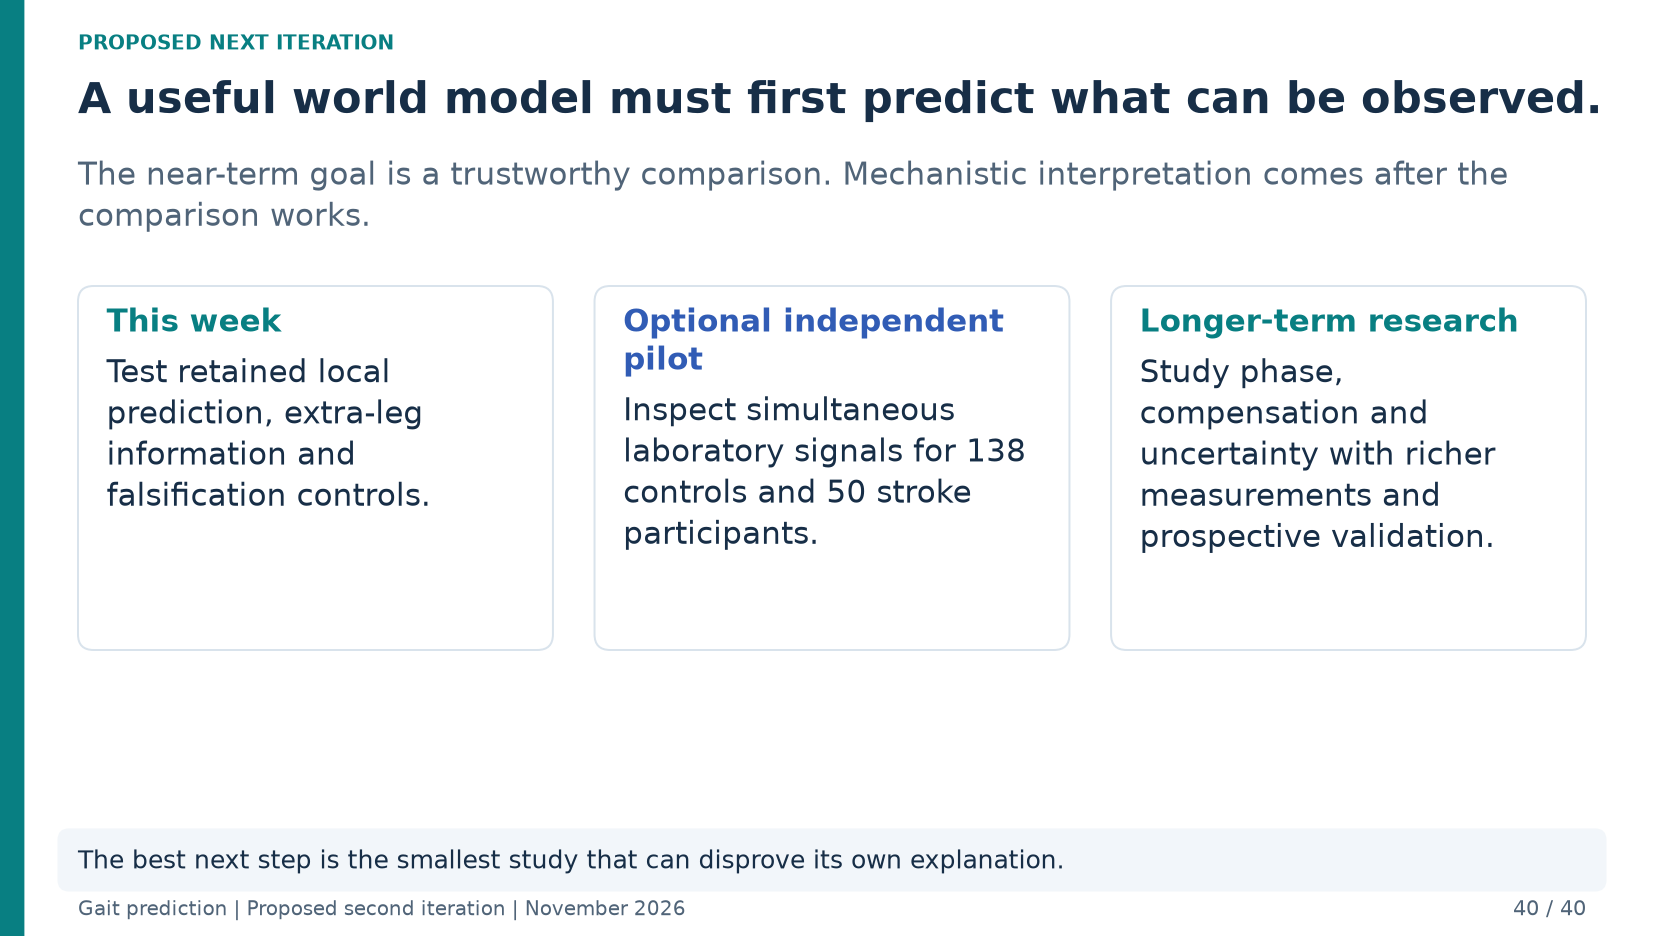 PROPOSED NEXT ITERATION
A useful world model must first predict what can be observed.
The near-term goal is a trustworthy comparison. Mechanistic interpretation comes after the
comparison works.
This week
Test retained local
prediction, extra-leg
information and
falsification controls.
Optional independent
pilot
Inspect simultaneous
laboratory signals for 138
controls and 50 stroke
participants.
Longer-term research
Study phase,
compensation and
uncertainty with richer
measurements and
prospective validation.
The best next step is the smallest study that can disprove its own explanation.
Gait prediction | Proposed second iteration | November 2026
40 / 40